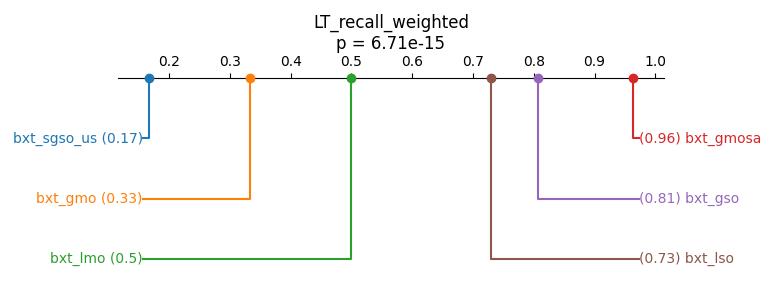 LT_recall_weighted
p = 6.71e-15
0.2 0.3 0.4 0.5 0.6 0.7 0.8 0.9 1.0
bxt_sgso_us (0.17)
(0.96) bxt_gmosa
bxt_gmo (0.33)
(0.81) bxt_gso
bxt_lmo (0.5)
(0.73) bxt_lso